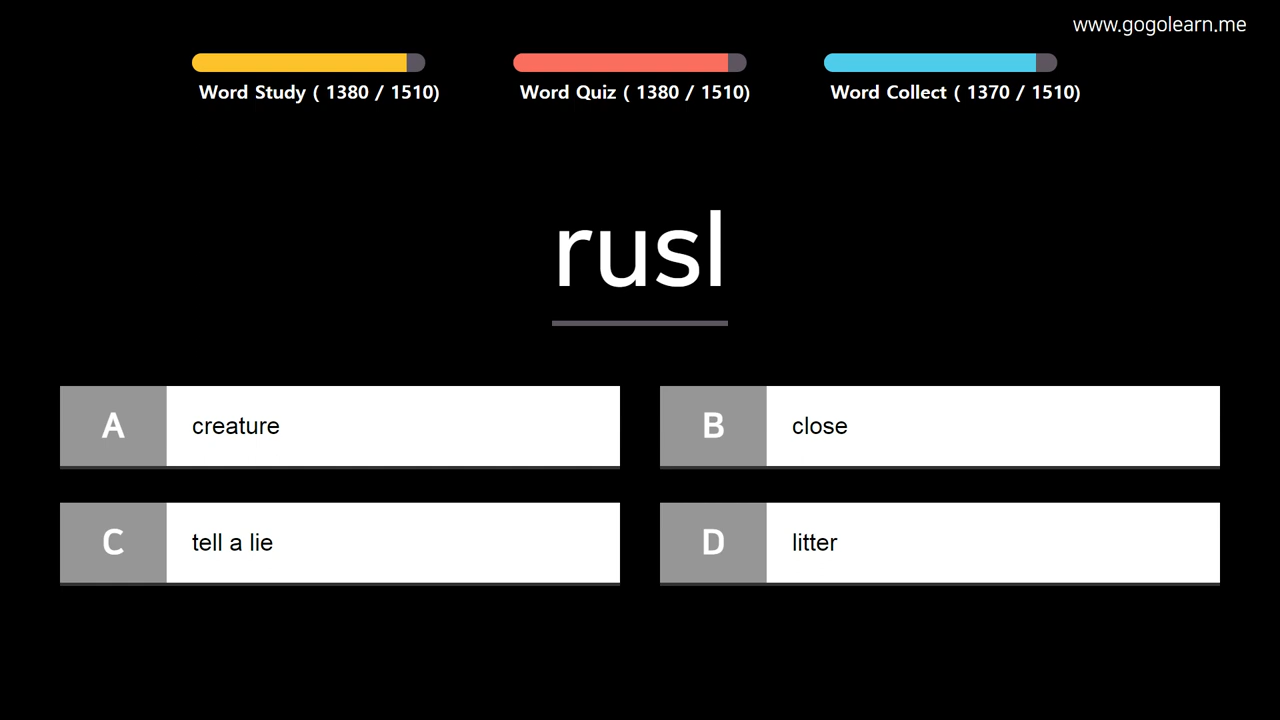 www.gogolearn.me
Word Study ( 1380 / 1510)
Word Quiz ( 1380 / 1510)
Word Collect ( 1370 / 1510)
rusl
A creature
B close
C tell a lie
D litter